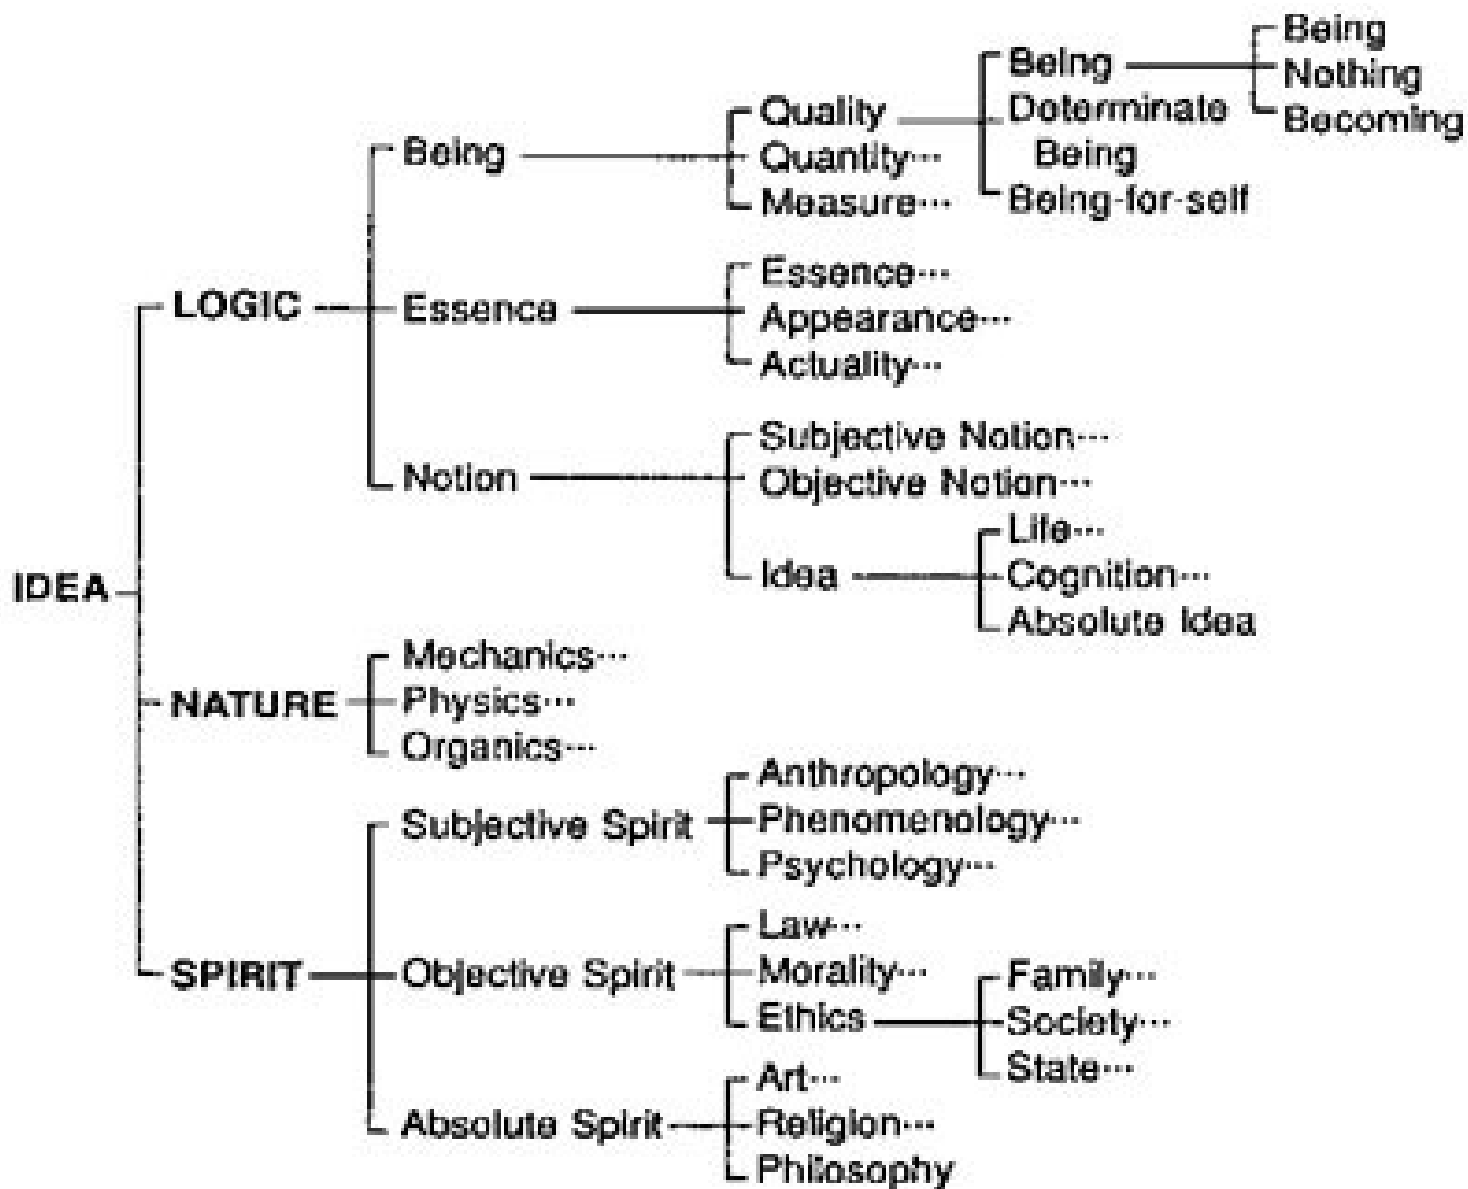 IDEA
LOGIC
Being
Quality
Being
Being
Nothing
Becoming
Determinate
Being
Being-for-self
Quantity...
Measure...
Essence
Essence...
Appearance...
Actuality...
Notion
Subjective Notion...
Objective Notion...
Idea
Life...
Cognition...
Absolute Idea
NATURE
Mechanics...
Physics...
Organics...
SPIRIT
Subjective Spirit
Anthropology...
Phenomenology...
Psychology...
Objective Spirit
Law...
Morality...
Ethics
Family...
Society...
State...
Absolute Spirit
Art...
Religion...
Philosophy